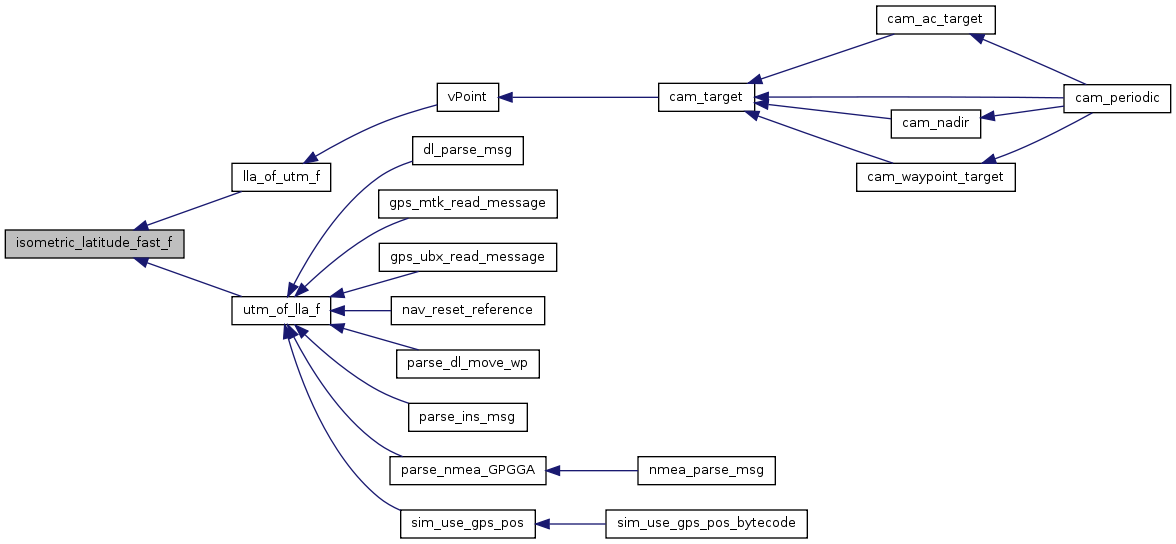 cam_ac_target
vPoint
cam_target
cam_periodic
cam_nadir
dl_parse_msg
lla_of_utm_f
cam_waypoint_target
gps_mtk_read_message
isometric_latitude_fast_f
gps_ubx_read_message
utm_of_lla_f
nav_reset_reference
parse_dl_move_wp
parse_ins_msg
parse_nmea_GPGGA
nmea_parse_msg
sim_use_gps_pos
sim_use_gps_pos_bytecode